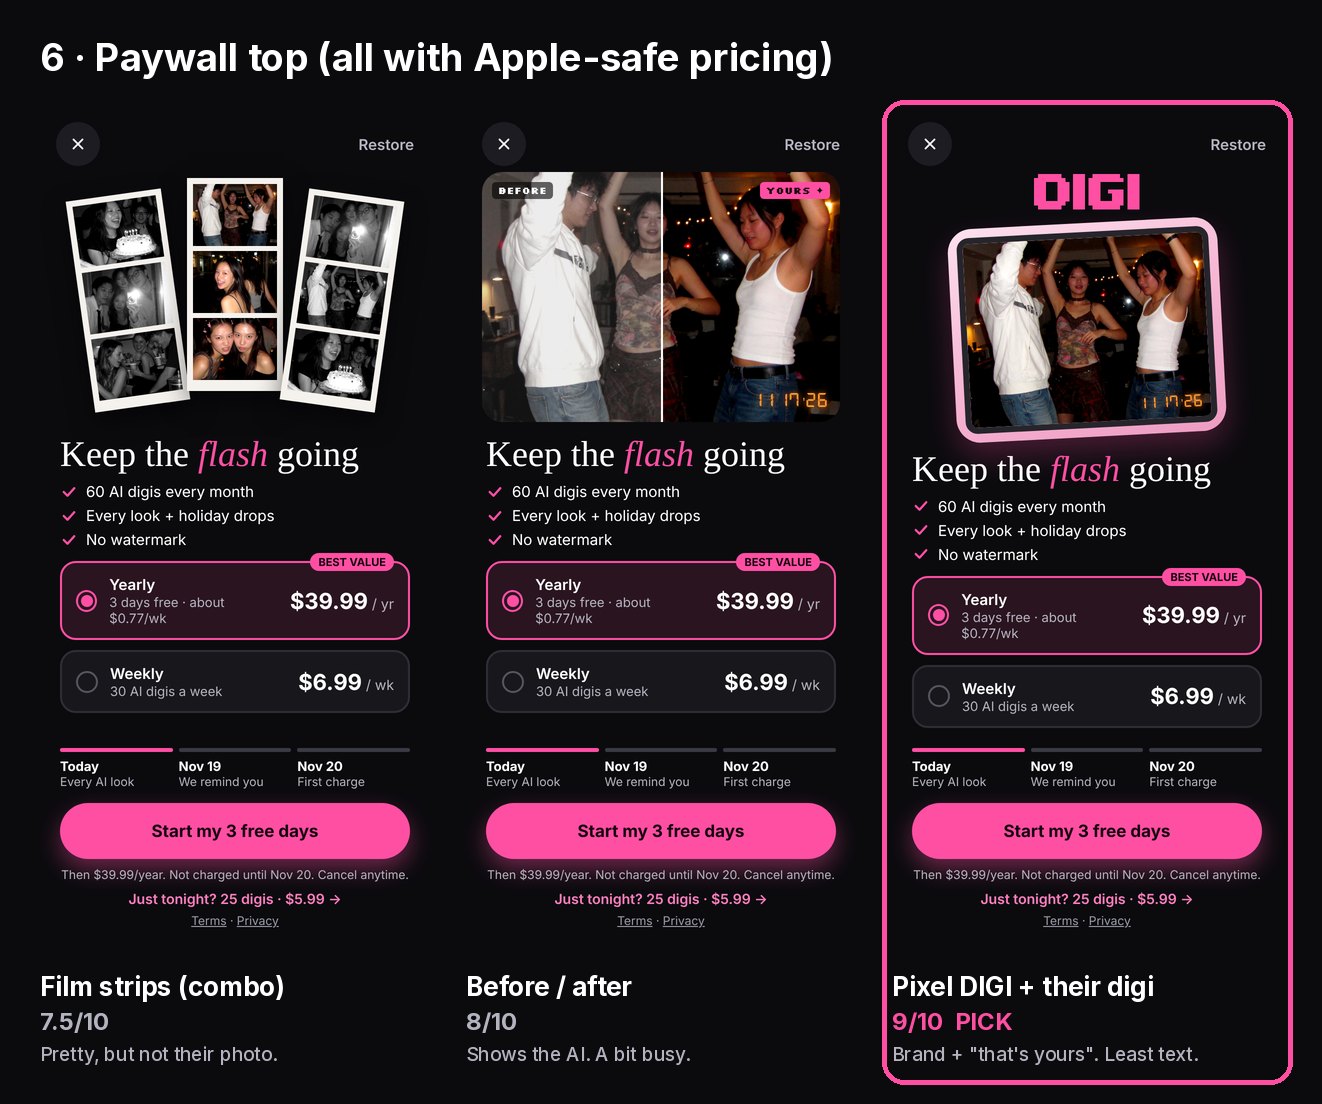 6 · Paywall top (all with Apple-safe pricing)
Restore
Keep the flash going
60 AI digis every month
Every look + holiday drops
No watermark
BEST VALUE
Yearly
3 days free · about
$0.77/wk
$39.99 / yr
Weekly
30 AI digis a week
$6.99 / wk
Today
Every AI look
Nov 19
We remind you
Nov 20
First charge
Start my 3 free days
Then $39.99/year. Not charged until Nov 20. Cancel anytime.
Just tonight? 25 digis · $5.99 →
Terms · Privacy
Film strips (combo)
7.5/10
Pretty, but not their photo.
Restore
BEFORE
YOURS +
11 17 '26
Keep the flash going
60 AI digis every month
Every look + holiday drops
No watermark
BEST VALUE
Yearly
3 days free · about
$0.77/wk
$39.99 / yr
Weekly
30 AI digis a week
$6.99 / wk
Today
Every AI look
Nov 19
We remind you
Nov 20
First charge
Start my 3 free days
Then $39.99/year. Not charged until Nov 20. Cancel anytime.
Just tonight? 25 digis · $5.99 →
Terms · Privacy
Before / after
8/10
Shows the AI. A bit busy.
Restore
DIGI
11 17 '26
Keep the flash going
60 AI digis every month
Every look + holiday drops
No watermark
BEST VALUE
Yearly
3 days free · about
$0.77/wk
$39.99 / yr
Weekly
30 AI digis a week
$6.99 / wk
Today
Every AI look
Nov 19
We remind you
Nov 20
First charge
Start my 3 free days
Then $39.99/year. Not charged until Nov 20. Cancel anytime.
Just tonight? 25 digis · $5.99 →
Terms · Privacy
Pixel DIGI + their digi
9/10 PICK
Brand + "that's yours". Least text.